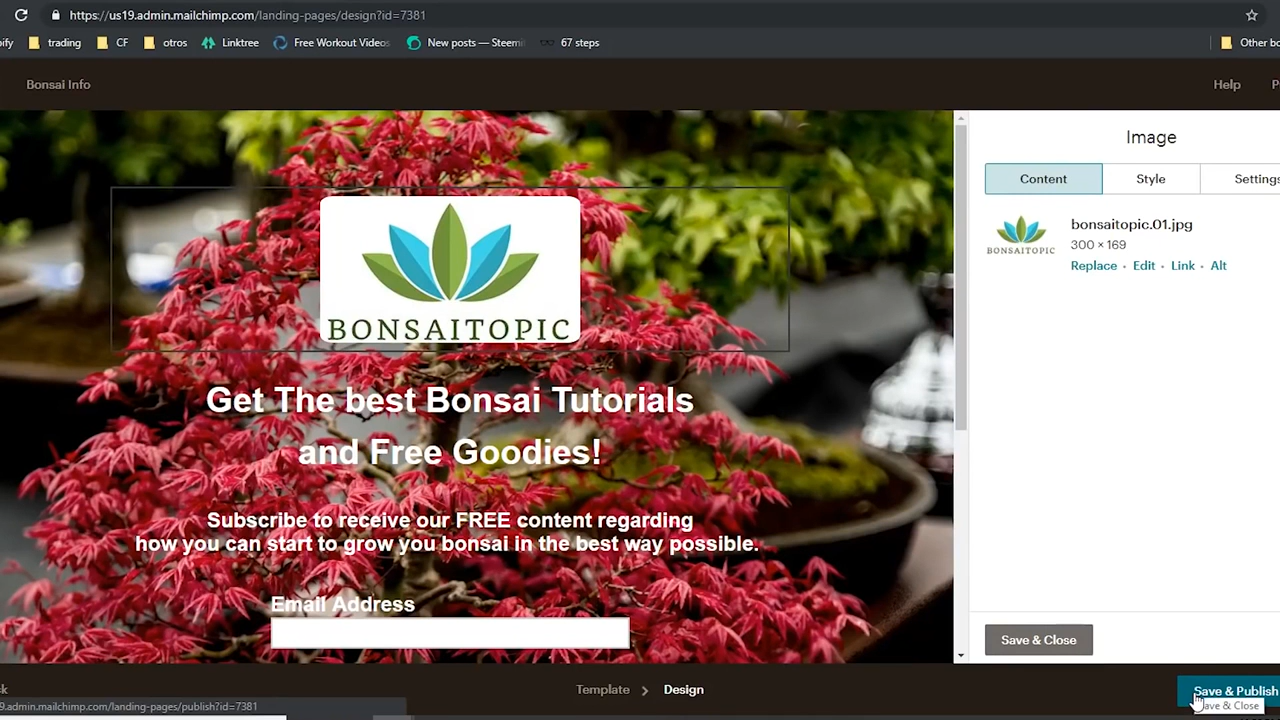 https://us19.admin.mailchimp.com/landing-pages/design?id=7381
pify trading CF otros Linktree Free Workout Videos New posts — Steemi 67 steps Other bo
Bonsai Info Help P
BONSAITOPIC
Get The best Bonsai Tutorials
and Free Goodies!
Subscribe to receive our FREE content regarding
how you can start to grow you bonsai in the best way possible.
Email Address
Image
Content Style Settings
BONSAITOPIC
bonsaitopic.01.jpg
300 × 169
Replace · Edit · Link · Alt
Save & Close
ck Template Design Save & Publish
s19.admin.mailchimp.com/landing-pages/publish?id=7381
Save & Close